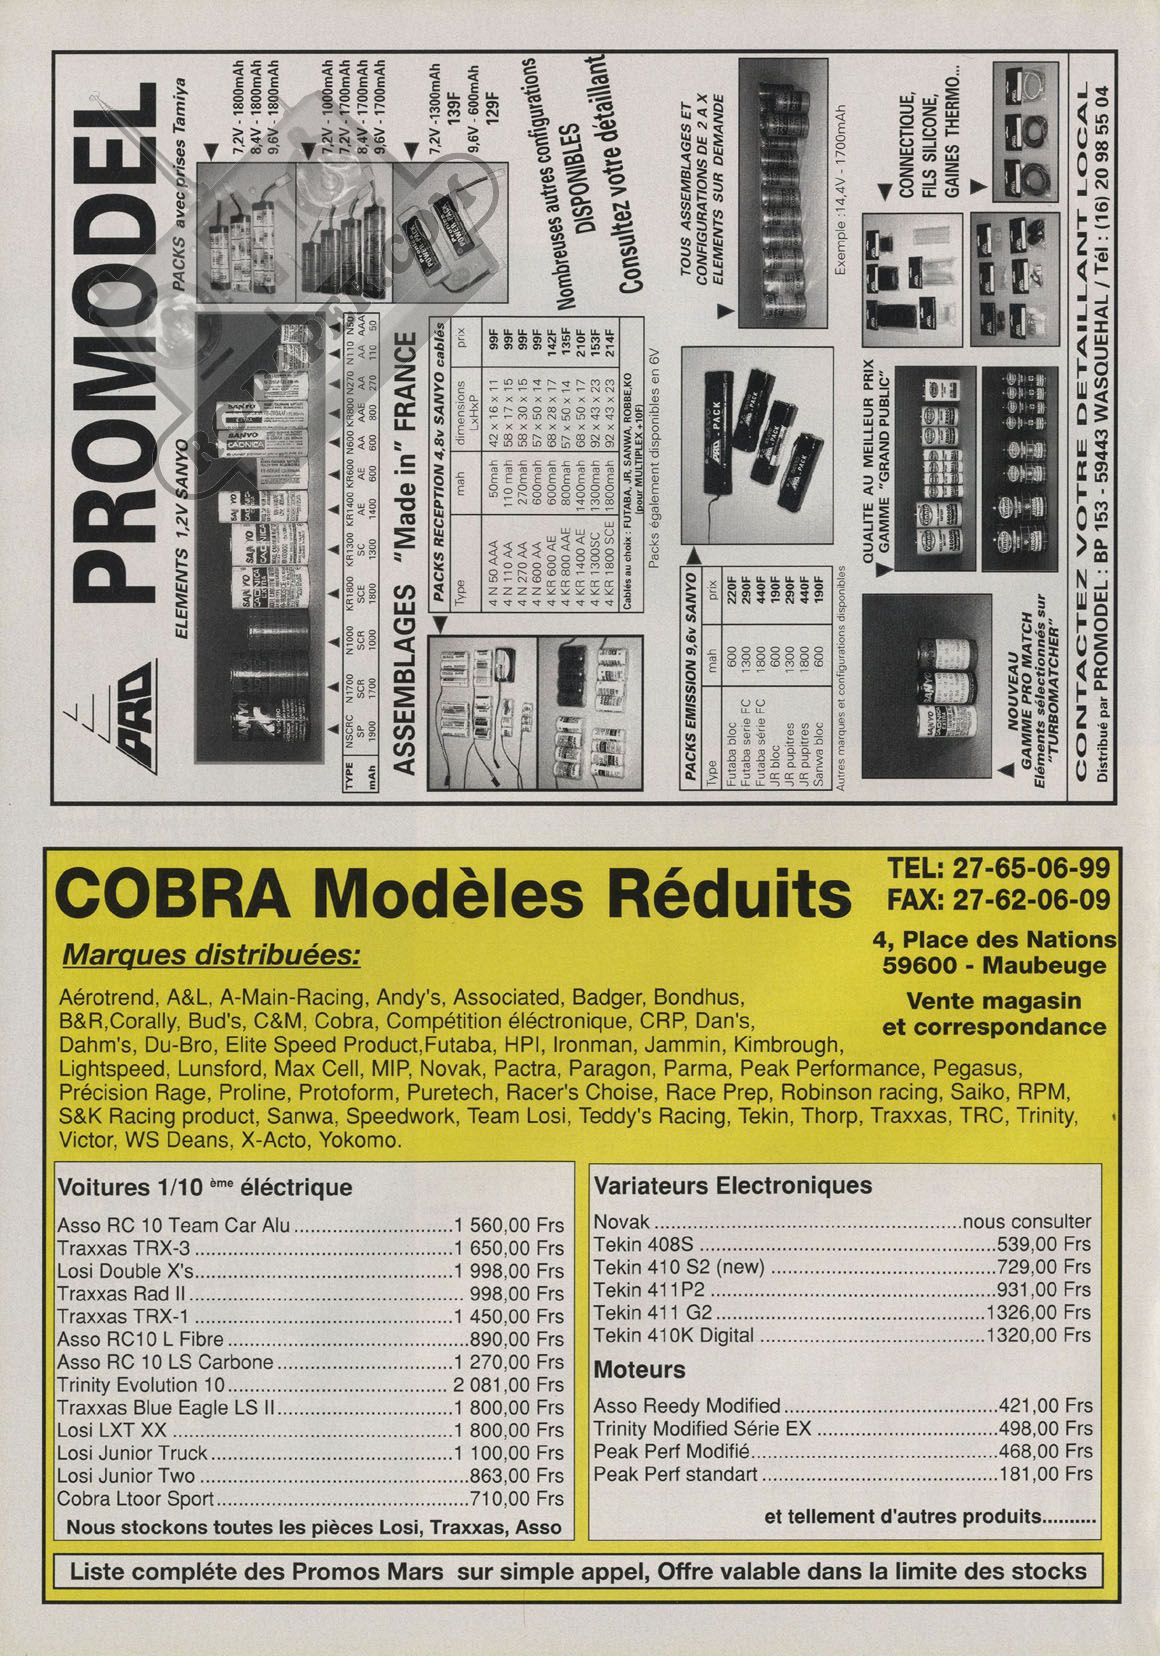 PROMODEL
PRO
ELEMENTS 1,2V SANYO
PACKS avec prises Tamiya
7,2V - 1800mAh
8,4V - 1800mAh
9,6V - 1800mAh
7,2V - 1000mAh
7,2V - 1700mAh
8,4V - 1700mAh
9,6V - 1700mAh
7,2V -1300mAh
139F
9,6V - 600mAh
129F
TYPE NSCRC SP N1700 SCR N1000 SCR KR1800 SCE KR1300 SC KR1400 AE KR600 AE N600 AA KR800 AAE N270 AA N110 AA N50 AAA
mAh 1900 1700 1000 1800 1300 1400 600 600 800 270 110 50
ASSEMBLAGES "Made in" FRANCE
PACKS RECEPTION 4,8v SANYO cablés
Type mah dimensions LxHxP prix
4 N 50 AAA 50mah 42 x 16 x 11 99F
4 N 110 AA 110 mah 58 x 17 x 15 99F
4 N 270 AA 270mah 58 x 30 x 15 99F
4 N 600 AA 600mah 57 x 50 x 14 99F
4 KR 600 AE 600mah 68 x 28 x 17 142F
4 KR 800 AAE 800mah 57 x 50 x 14 135F
4 KR 1400 AE 1400mah 68 x 50 x 17 210F
4 KR 1300SC 1300mah 92 x 43 x 23 153F
4 KR 1800 SCE 1800mah 92 x 43 x 23 214F
Cablés au choix : FUTABA, JR, SANWA, ROBBE,KO
(pour MULTIPLEX +10F)
Packs également disponibles en 6V
Nombreuses autres configurations
DISPONIBLES
Consultez votre détaillant
PACKS EMISSION 9,6v SANYO
Type mah prix
Futaba bloc 600 220F
Futaba serie FC 1300 290F
Futaba série FC 1800 440F
JR bloc 600 190F
JR pupitres 1300 290F
JR pupitres 1800 440F
Sanwa bloc 600 190F
Autres marques et configurations disponibles
TOUS ASSEMBLAGES ET
CONFIGURATIONS DE 2 A X
ELEMENTS SUR DEMANDE
Exemple :14,4V - 1700mAH
QUALITE AU MEILLEUR PRIX
GAMME "GRAND PUBLIC"
CONNECTIQUE,
FILS SILICONE,
GAINES THERMO...
NOUVEAU
GAMME PRO MATCH
Eléments sélectionnés sur
"TURBOMATCHER"
CONTACTEZ VOTRE DETAILLANT LOCAL
Distribué par PROMODEL : BP 153 - 59443 WASQUEHAL / Tél : (16) 20 98 55 04
COBRA Modèles Réduits
TEL: 27-65-06-99
FAX: 27-62-06-09
4, Place des Nations
59600 - Maubeuge
Vente magasin
et correspondance
Marques distribuées:
Aérotrend, A&L, A-Main-Racing, Andy's, Associated, Badger, Bondhus,
B&R,Corally, Bud's, C&M, Cobra, Compétition éléctronique, CRP, Dan's,
Dahm's, Du-Bro, Elite Speed Product,Futaba, HPI, Ironman, Jammin, Kimbrough,
Lightspeed, Lunsford, Max Cell, MIP, Novak, Pactra, Paragon, Parma, Peak Performance, Pegasus,
Précision Rage, Proline, Protoform, Puretech, Racer's Choise, Race Prep, Robinson racing, Saiko, RPM,
S&K Racing product, Sanwa, Speedwork, Team Losi, Teddy's Racing, Tekin, Thorp, Traxxas, TRC, Trinity,
Victor, WS Deans, X-Acto, Yokomo.
Voitures 1/10 ème éléctrique
Asso RC 10 Team Car Alu............1 560,00 Frs
Traxxas TRX-3............1 650,00 Frs
Losi Double X's............1 998,00 Frs
Traxxas Rad II............998,00 Frs
Traxxas TRX-1............1 450,00 Frs
Asso RC10 L Fibre............890,00 Frs
Asso RC 10 LS Carbone............1 270,00 Frs
Trinity Evolution 10............2 081,00 Frs
Traxxas Blue Eagle LS II............1 800,00 Frs
Losi LXT XX............1 800,00 Frs
Losi Junior Truck............1 100,00 Frs
Losi Junior Two............863,00 Frs
Cobra Ltoor Sport............710,00 Frs
Nous stockons toutes les pièces Losi, Traxxas, Asso
Variateurs Electroniques
Novak............nous consulter
Tekin 408S............539,00 Frs
Tekin 410 S2 (new)............729,00 Frs
Tekin 411P2............931,00 Frs
Tekin 411 G2............1326,00 Frs
Tekin 410K Digital............1320,00 Frs
Moteurs
Asso Reedy Modified............421,00 Frs
Trinity Modified Série EX............498,00 Frs
Peak Perf Modifié............468,00 Frs
Peak Perf standart............181,00 Frs
et tellement d'autres produits..........
Liste compléte des Promos Mars sur simple appel, Offre valable dans la limite des stocks